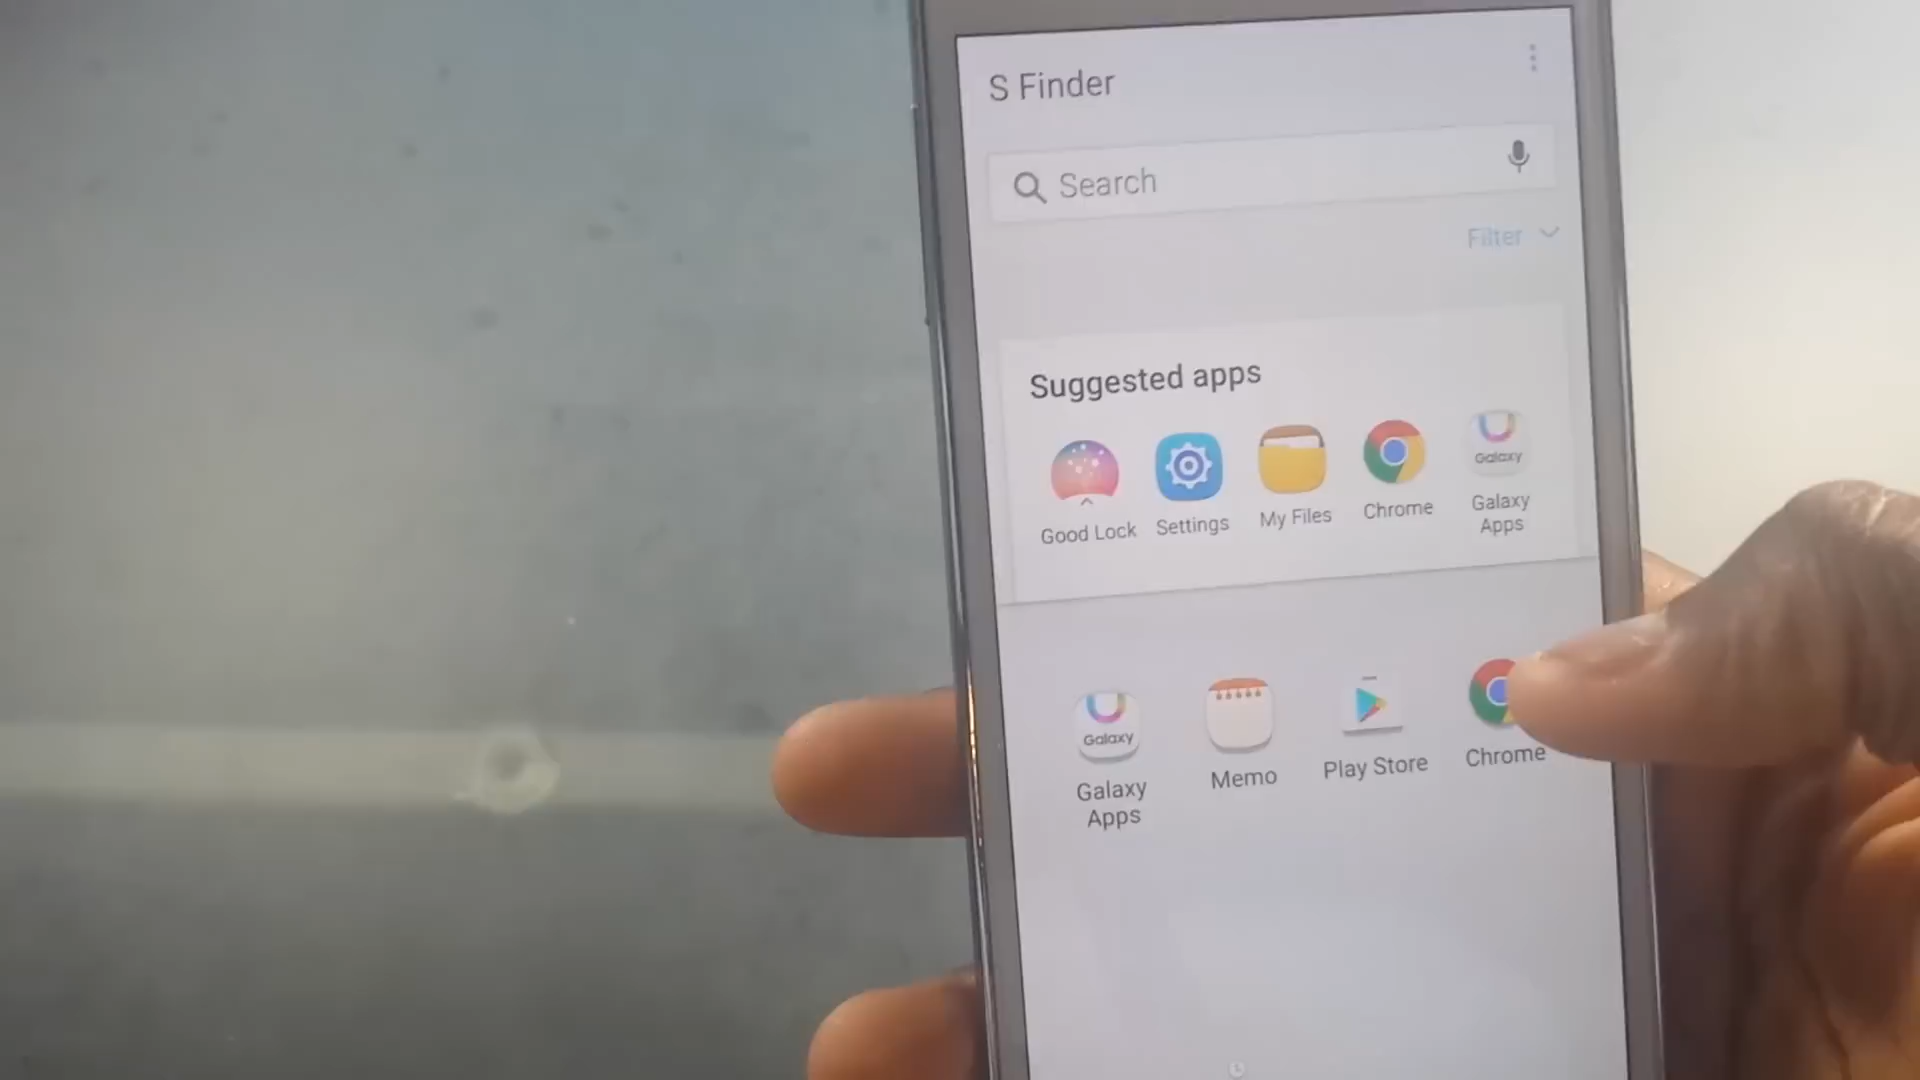 S Finder
Search
Filter
Suggested apps
Galaxy
Good Lock
Settings
My Files
Chrome
Galaxy
Apps
Galaxy
Galaxy
Apps
Memo
Play Store
Chrome